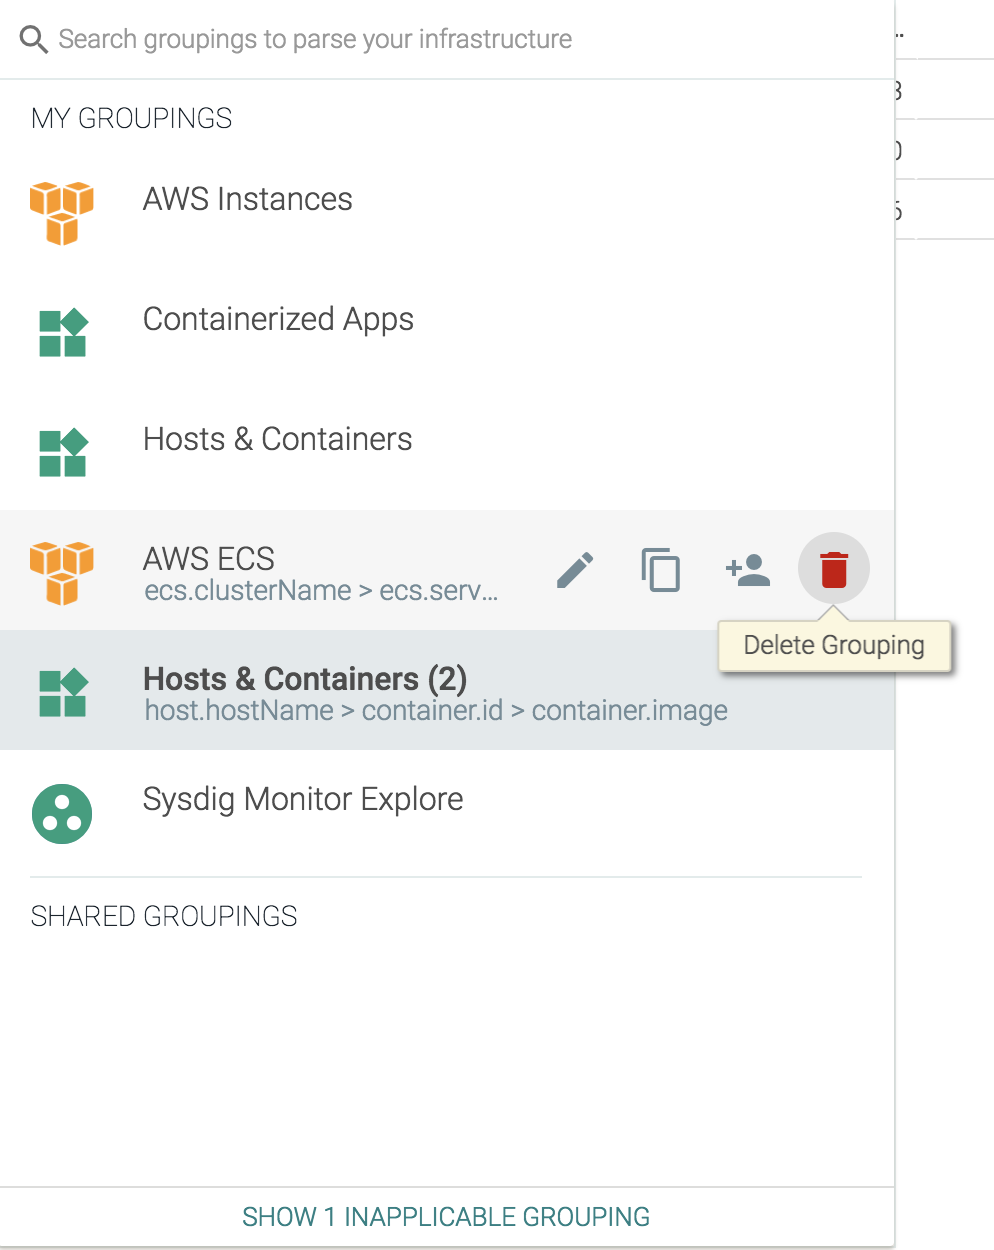 Search groupings to parse your infrastructure
MY GROUPINGS
AWS Instances
Containerized Apps
Hosts & Containers
AWS ECS
ecs.clusterName > ecs.serv...
Delete Grouping
Hosts & Containers (2)
host.hostName > container.id > container.image
Sysdig Monitor Explore
SHARED GROUPINGS
SHOW 1 INAPPLICABLE GROUPING